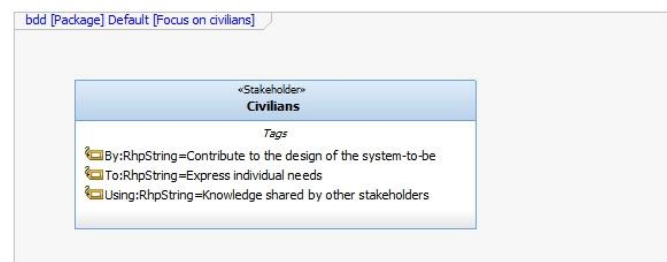 bdd [Package] Default [Focus on civilians]
«Stakeholder»
Civilians
Tags
By:RhpString=Contribute to the design of the system-to-be
To:RhpString=Express individual needs
Using:RhpString=Knowledge shared by other stakeholders